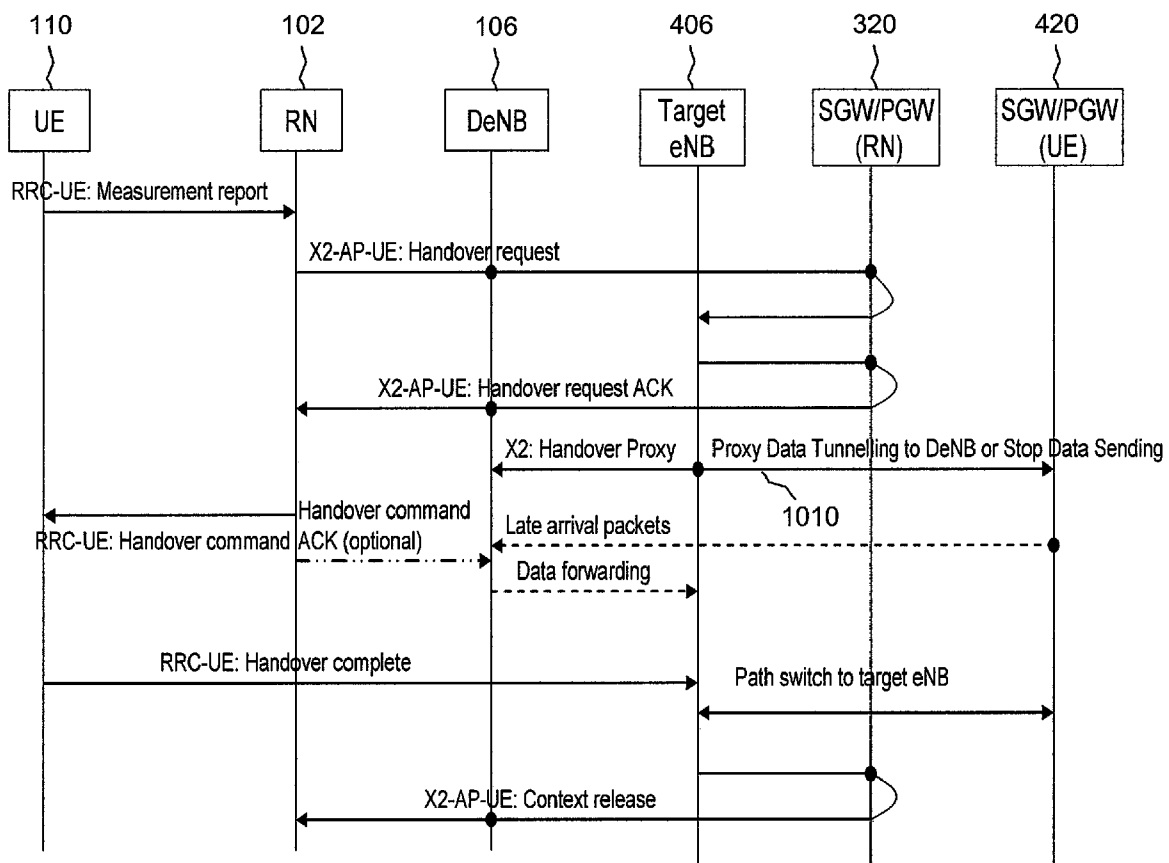 110 102 106 406 320 420
UE RN DeNB Target eNB SGW/PGW (RN) SGW/PGW (UE)
RRC-UE: Measurement report
X2-AP-UE: Handover request
X2-AP-UE: Handover request ACK
X2: Handover Proxy Proxy Data Tunnelling to DeNB or Stop Data Sending
1010
Handover command
Late arrival packets
RRC-UE: Handover command ACK (optional)
Data forwarding
RRC-UE: Handover complete
Path switch to target eNB
X2-AP-UE: Context release